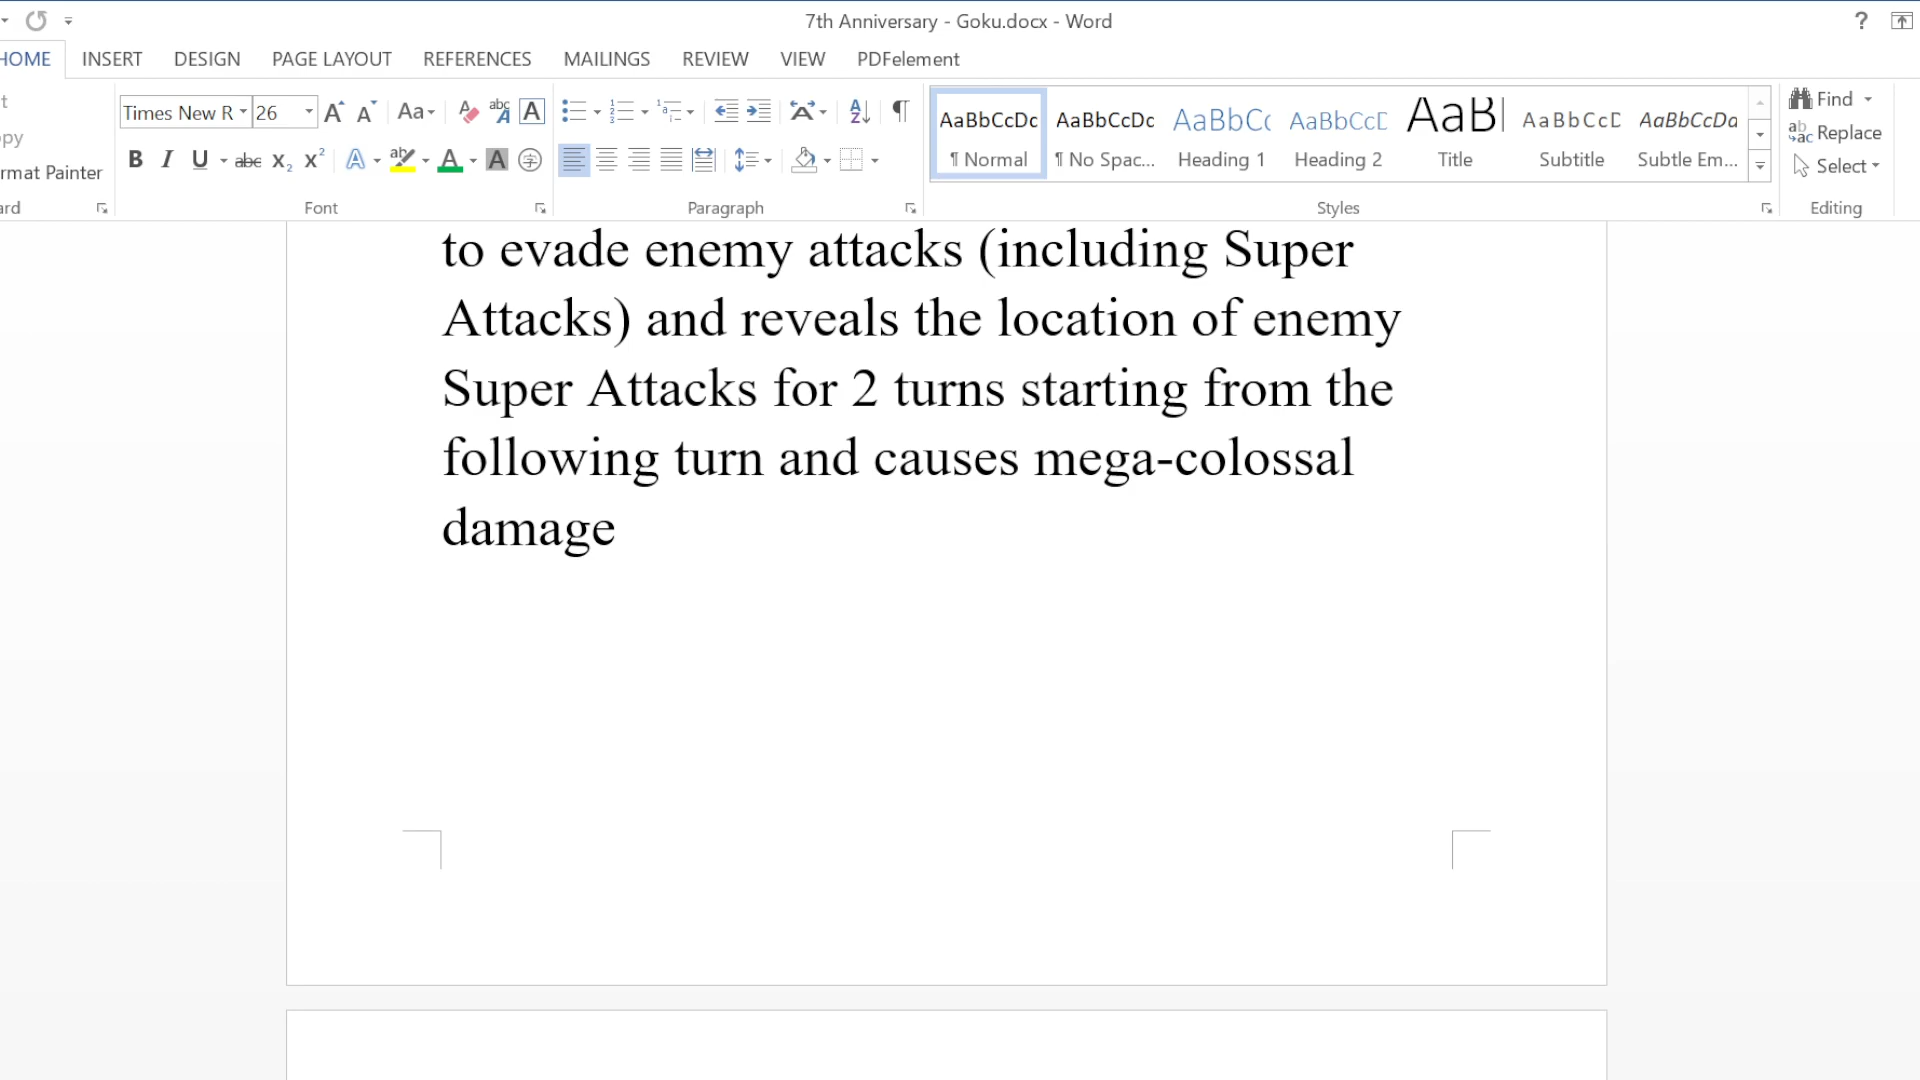 7th Anniversary - Goku.docx - Word
?
HOME INSERT DESIGN PAGE LAYOUT REFERENCES MAILINGS REVIEW VIEW PDFelement
Times New R 26 Aa
AaBbCcDc AaBbCcDc AaBbCc AaBbCcC AaBl AaBbCcC AaBbCcDa
¶ Normal ¶ No Spac... Heading 1 Heading 2 Title Subtitle Subtle Em...
Find
Replace
Select
rmat Painter
Font Paragraph Styles Editing
to evade enemy attacks (including Super
Attacks) and reveals the location of enemy
Super Attacks for 2 turns starting from the
following turn and causes mega-colossal
damage